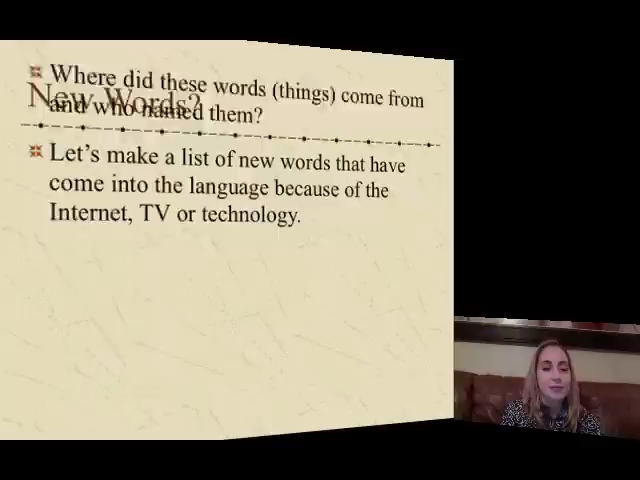 New Words?
Where did these words (things) come from
and who named them?
Let's make a list of new words that have
come into the language because of the
Internet, TV or technology.